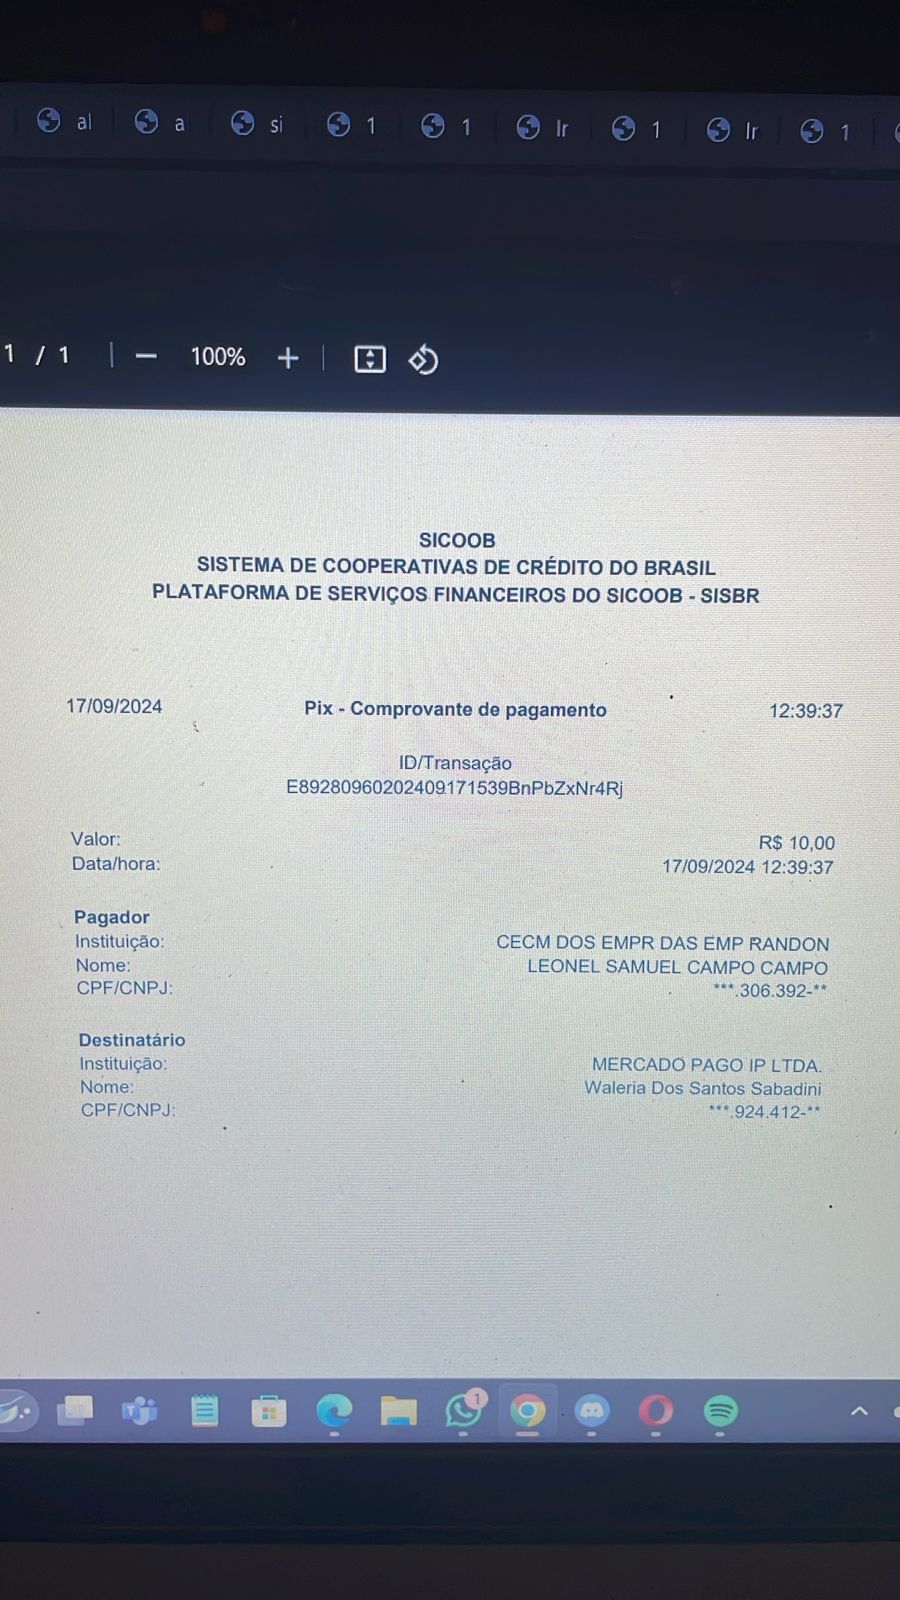 al a si 1 1 Ir 1 Ir 1
1 / 1 | − 100% + |
SICOOB
SISTEMA DE COOPERATIVAS DE CRÉDITO DO BRASIL
PLATAFORMA DE SERVIÇOS FINANCEIROS DO SICOOB - SISBR
17/09/2024 Pix - Comprovante de pagamento 12:39:37
ID/Transação
E89280960202409171539BnPbZxNr4Rj
Valor: R$ 10,00
Data/hora: 17/09/2024 12:39:37
Pagador
Instituição: CECM DOS EMPR DAS EMP RANDON
Nome: LEONEL SAMUEL CAMPO CAMPO
CPF/CNPJ: ***.306.392-**
Destinatário
Instituição: MERCADO PAGO IP LTDA.
Nome: Waleria Dos Santos Sabadini
CPF/CNPJ: ***.924.412-**
1